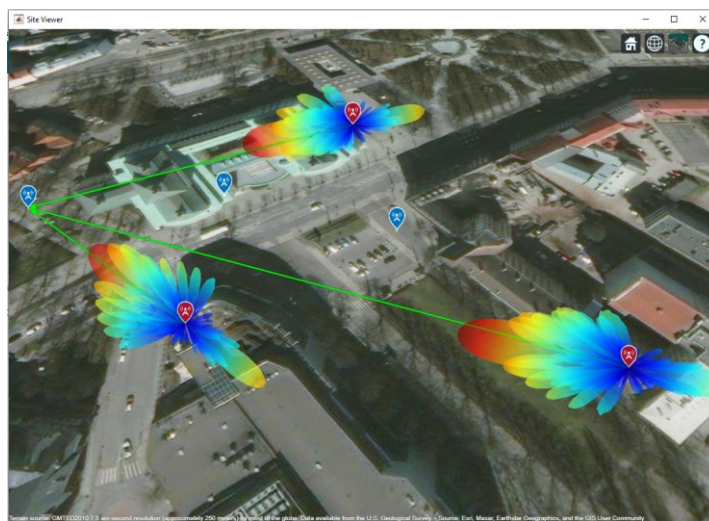 Site Viewer
?
Terrain source: GMTED2010 7.5 arc-second resolution (approximately 250 meters) for most of the globe. Data available from the U.S. Geological Survey. • Source: Esri, Maxar, Earthstar Geographics, and the GIS User Community